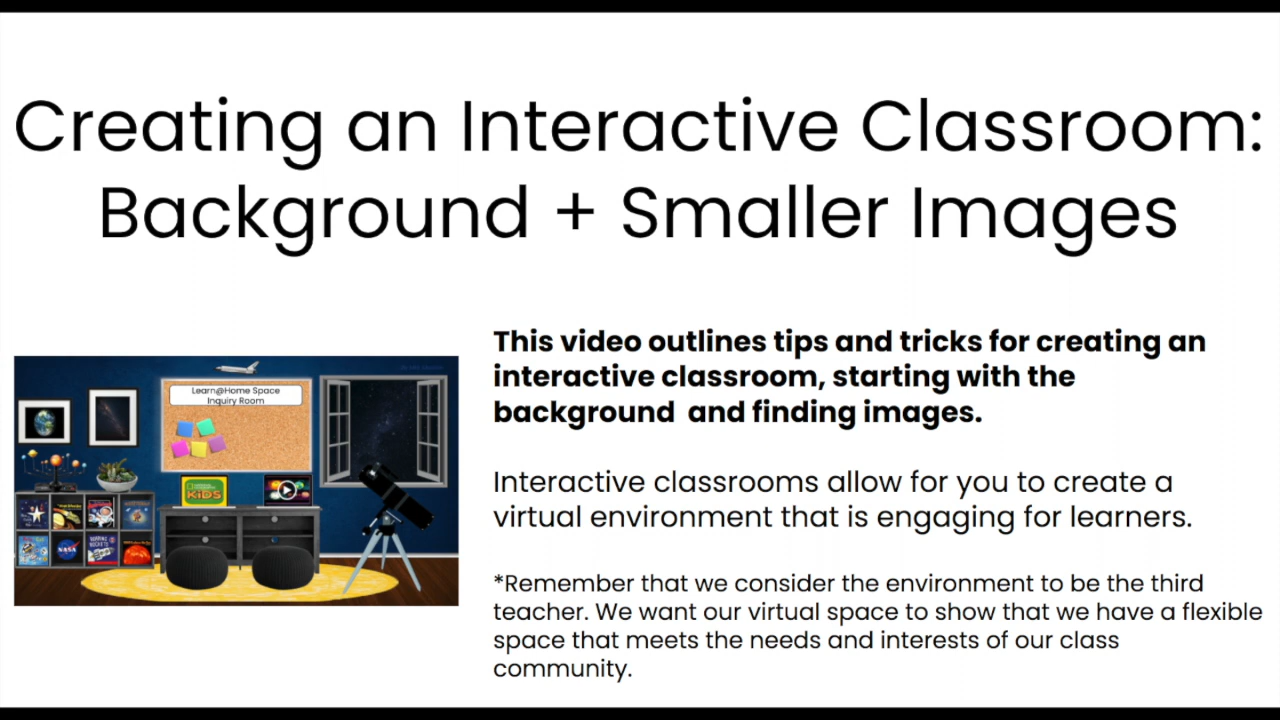 Creating an Interactive Classroom:
Background + Smaller Images
This video outlines tips and tricks for creating an
interactive classroom, starting with the
background and finding images.
Learn@Home Space
Inquiry Room
KiDS
NASA
Interactive classrooms allow for you to create a
virtual environment that is engaging for learners.
*Remember that we consider the environment to be the third
teacher. We want our virtual space to show that we have a flexible
space that meets the needs and interests of our class
community.